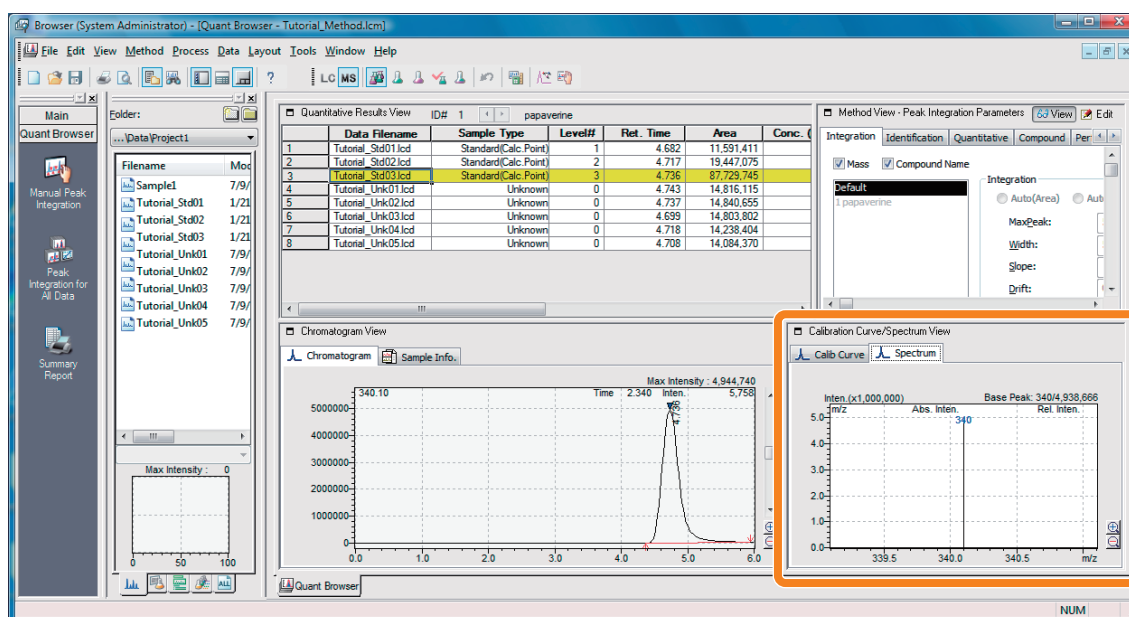 Browser (System Administrator) - [Quant Browser - Tutorial_Method.lcm]
File Edit View Method Process Data Layout Tools Window Help
LC MS
Main
Quant Browser
Manual Peak
Integration
Peak
Integration for
All Data
Summary
Report
Folder:
...\Data\Project1
Filename Mod
Sample1 7/9/
Tutorial_Std01 1/21
Tutorial_Std02 1/21
Tutorial_Std03 1/21
Tutorial_Unk01 7/9/
Tutorial_Unk02 7/9/
Tutorial_Unk03 7/9/
Tutorial_Unk04 7/9/
Tutorial_Unk05 7/9/
Max Intensity : 0
0 50 100
ALL
Quantitative Results View ID# 1 papaverine
Data Filename Sample Type Level# Ret. Time Area Conc. (
1 Tutorial_Std01.lcd Standard(Calc.Point) 1 4.682 11,591,411
2 Tutorial_Std02.lcd Standard(Calc.Point) 2 4.717 19,447,075
3 Tutorial_Std03.lcd Standard(Calc.Point) 3 4.736 87,729,745
4 Tutorial_Unk01.lcd Unknown 0 4.743 14,816,115
5 Tutorial_Unk02.lcd Unknown 0 4.737 14,840,655
6 Tutorial_Unk03.lcd Unknown 0 4.699 14,803,802
7 Tutorial_Unk04.lcd Unknown 0 4.718 14,238,404
8 Tutorial_Unk05.lcd Unknown 0 4.708 14,084,370
Method View - Peak Integration Parameters View Edit
Integration Identification Quantitative Compound Per
Mass Compound Name
Default
1 papaverine
Integration
Auto(Area) Aut
MaxPeak:
Width:
Slope:
Drift:
Chromatogram View
Chromatogram Sample Info.
Max Intensity : 4,944,740
340.10 Time 2.340 Inten. 5,758
4.736
5000000
4000000
3000000
2000000
1000000
0
0.0 1.0 2.0 3.0 4.0 5.0 6.0
Calibration Curve/Spectrum View
Calib Curve Spectrum
Inten.(x1,000,000) Base Peak: 340/4,938,666
m/z Abs. Inten. Rel. Inten.
340
5.0
4.0
3.0
2.0
1.0
0.0
339.5 340.0 340.5 m/z
Quant Browser
NUM